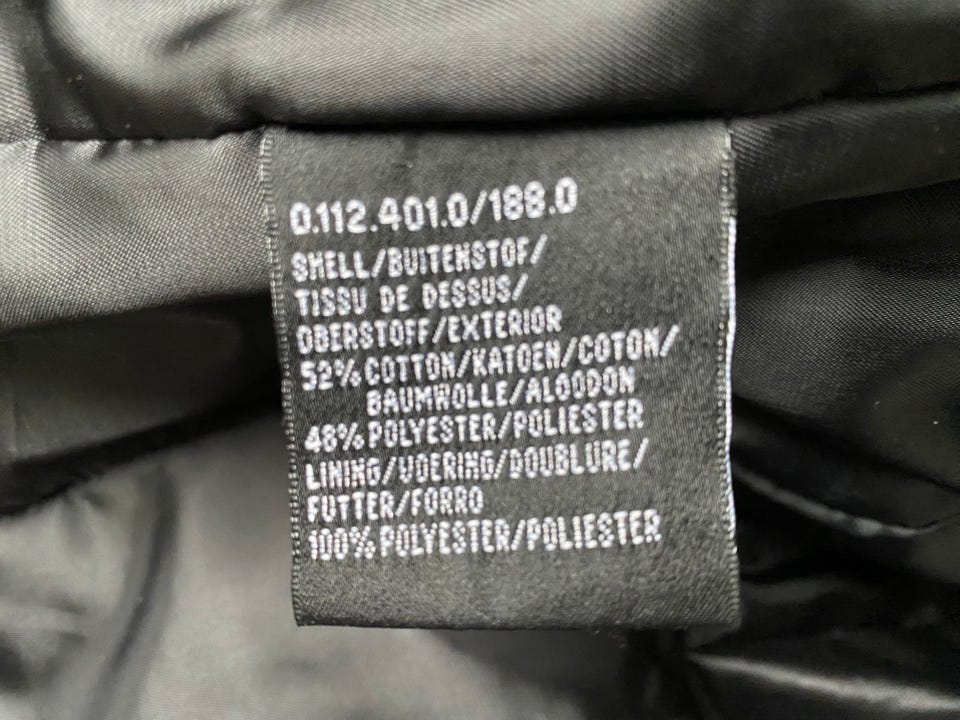 0.112.401.0/188.0
SHELL/BUITENSTOF/
TISSU DE DESSUS/
OBERSTOFF/EXTERIOR
52% COTTON/KATOEN/COTON/
BAUMWOLLE/ALGODON
48% POLYESTER/POLIESTER
LINING/VOERING/DOUBLURE/
FUTTER/FORRO
100% POLYESTER/POLIESTER